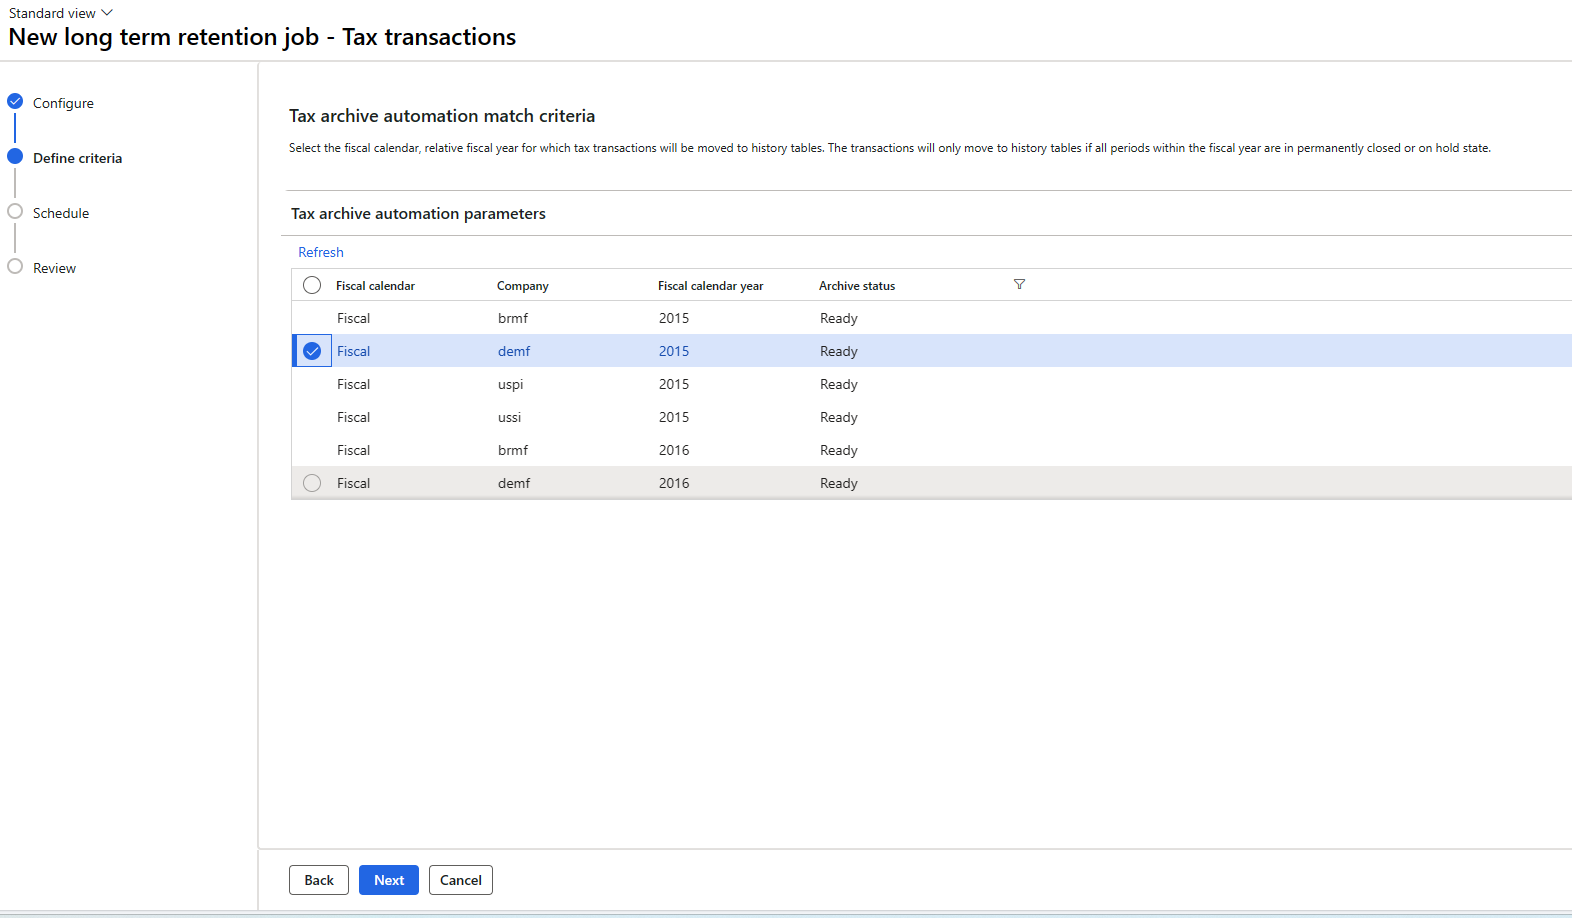 Standard view
New long term retention job - Tax transactions
Configure
Define criteria
Schedule
Review
Tax archive automation match criteria
Select the fiscal calendar, relative fiscal year for which tax transactions will be moved to history tables. The transactions will only move to history tables if all periods within the fiscal year are in permanently closed or on hold state.
Tax archive automation parameters
Refresh
Fiscal calendar Company Fiscal calendar year Archive status
Fiscal brmf 2015 Ready
Fiscal demf 2015 Ready
Fiscal uspi 2015 Ready
Fiscal ussi 2015 Ready
Fiscal brmf 2016 Ready
Fiscal demf 2016 Ready
Back Next Cancel